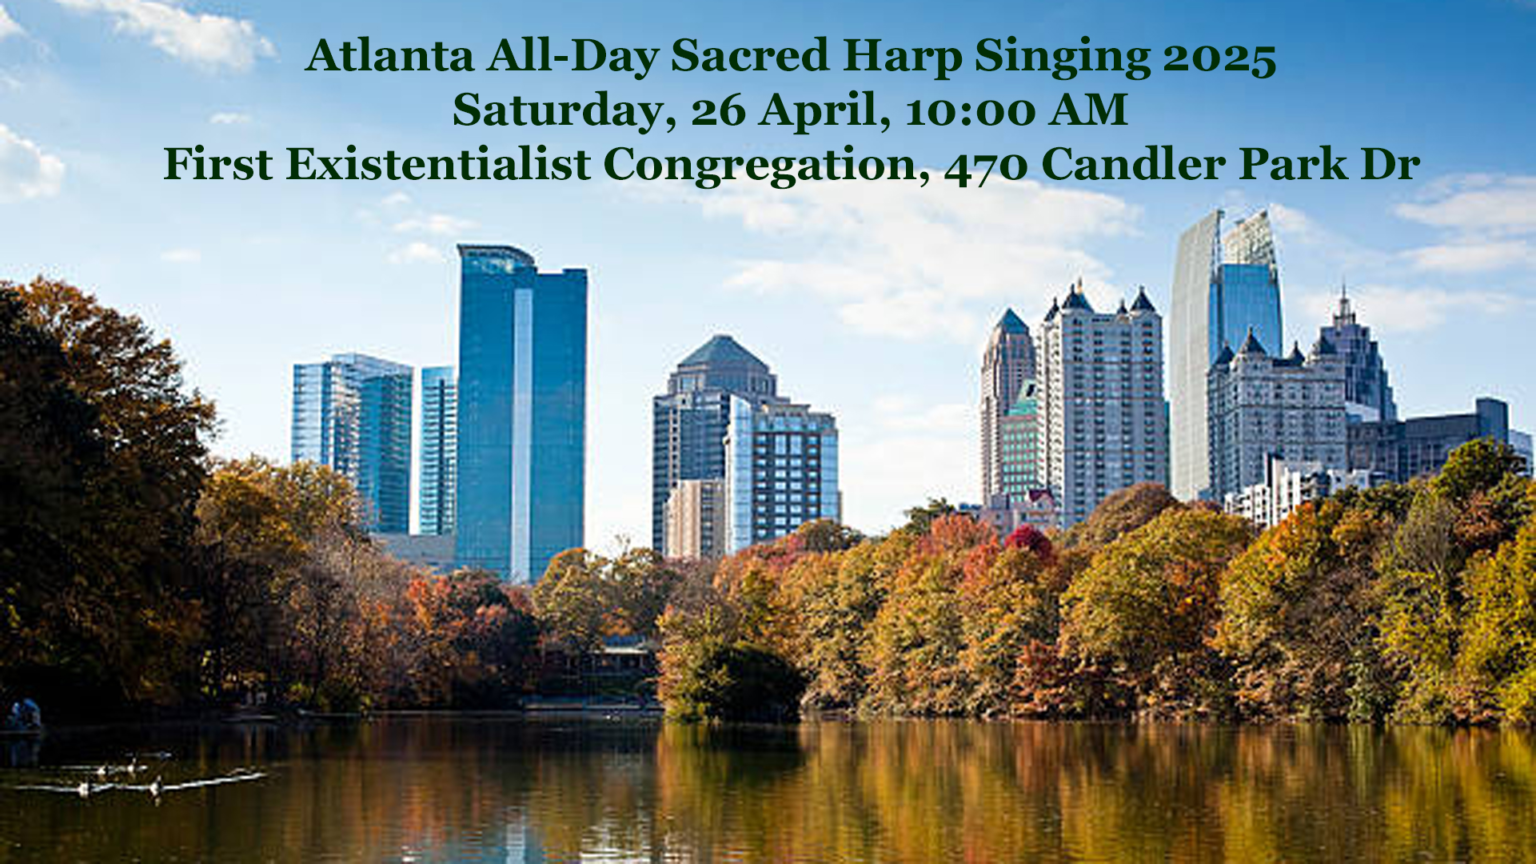 Atlanta All-Day Sacred Harp Singing 2025
Saturday, 26 April, 10:00 AM
First Existentialist Congregation, 470 Candler Park Dr